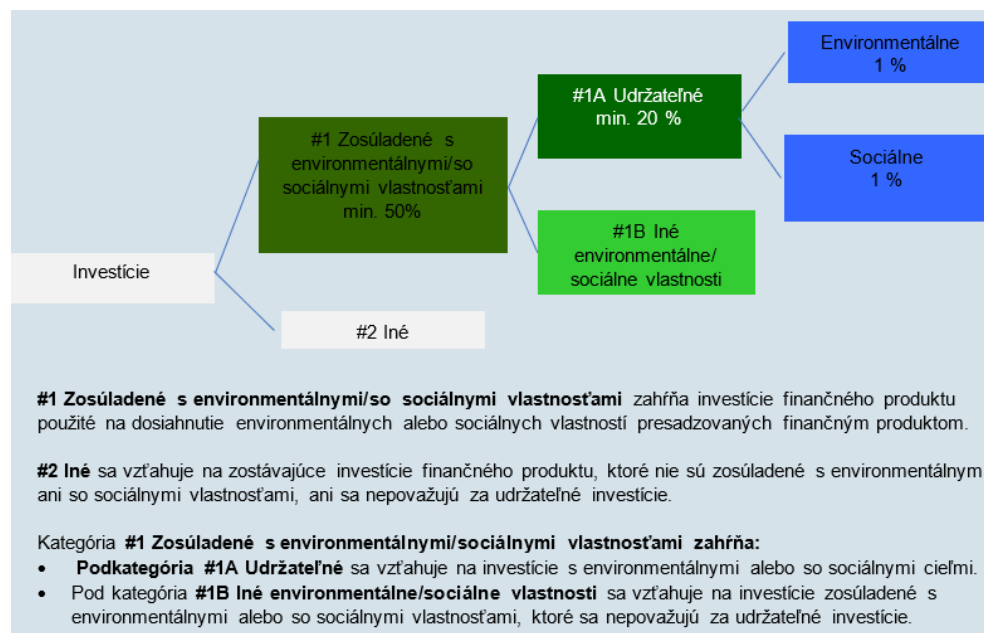 Environmentálne
1 %
#1A Udržateľné
min. 20 %
#1 Zosúladené s
environmentálnymi/so
sociálnymi vlastnosťami
min. 50%
Sociálne
1 %
#1B Iné
environmentálne/
sociálne vlastnosti
Investície
#2 Iné
#1 Zosúladené s environmentálnymi/so sociálnymi vlastnosťami zahŕňa investície finančného produktu
použité na dosiahnutie environmentálnych alebo sociálnych vlastností presadzovaných finančným produktom.
#2 Iné sa vzťahuje na zostávajúce investície finančného produktu, ktoré nie sú zosúladené s environmentálnym
ani so sociálnymi vlastnosťami, ani sa nepovažujú za udržateľné investície.
Kategória #1 Zosúladené s environmentálnymi/sociálnymi vlastnosťami zahŕňa:
• Podkategória #1A Udržateľné sa vzťahuje na investície s environmentálnymi alebo so sociálnymi cieľmi.
• Pod kategória #1B Iné environmentálne/sociálne vlastnosti sa vzťahuje na investície zosúladené s
environmentálnymi alebo so sociálnymi vlastnosťami, ktoré sa nepovažujú za udržateľné investície.